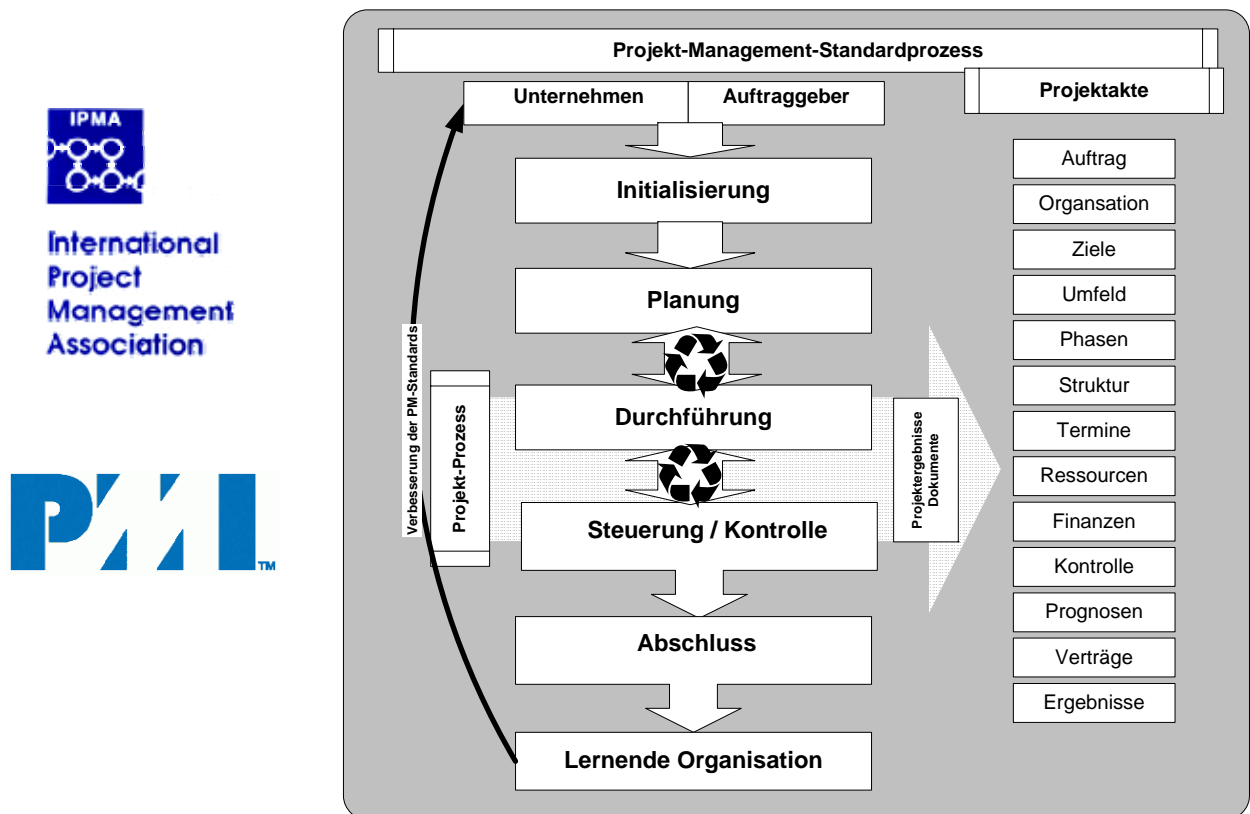 IPMA
International
Project
Management
Association
PMI
TM
Projekt-Management-Standardprozess
Projektakte
Unternehmen
Auftraggeber
Initialisierung
Planung
Durchführung
Steuerung / Kontrolle
Abschluss
Lernende Organisation
Verbesserung der PM-Standards
Projekt-Prozess
Projektergebnisse
Dokumente
Auftrag
Organsation
Ziele
Umfeld
Phasen
Struktur
Termine
Ressourcen
Finanzen
Kontrolle
Prognosen
Verträge
Ergebnisse